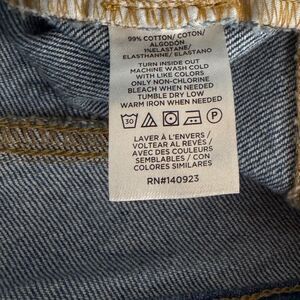 99% COTTON/ COTON/
ALGODÓN
1%ELASTANE/
ELASTHANNE/ ELASTANO
TURN INSIDE OUT
MACHINE WASH COLD
WITH LIKE COLORS
ONLY NON-CHLORINE
BLEACH WHEN NEEDED
TUMBLE DRY LOW
WARM IRON WHEN NEEDED
30 P
LAVER À L'ENVERS /
VOLTEAR AL REVÉS /
AVEC DES COULEURS
SEMBLABLES / CON
COLORES SIMILARES
RN#140923